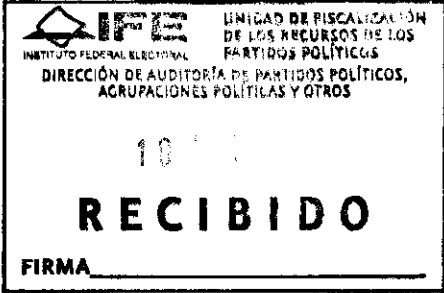 IFE
INSTITUTO FEDERAL ELECTORAL
UNIDAD DE FISCALIZACIÓN
DE LOS RECURSOS DE LOS
PARTIDOS POLÍTICOS
DIRECCIÓN DE AUDITORÍA DE PARTIDOS POLÍTICOS,
AGRUPACIONES POLÍTICAS Y OTROS
10
RECIBIDO
FIRMA